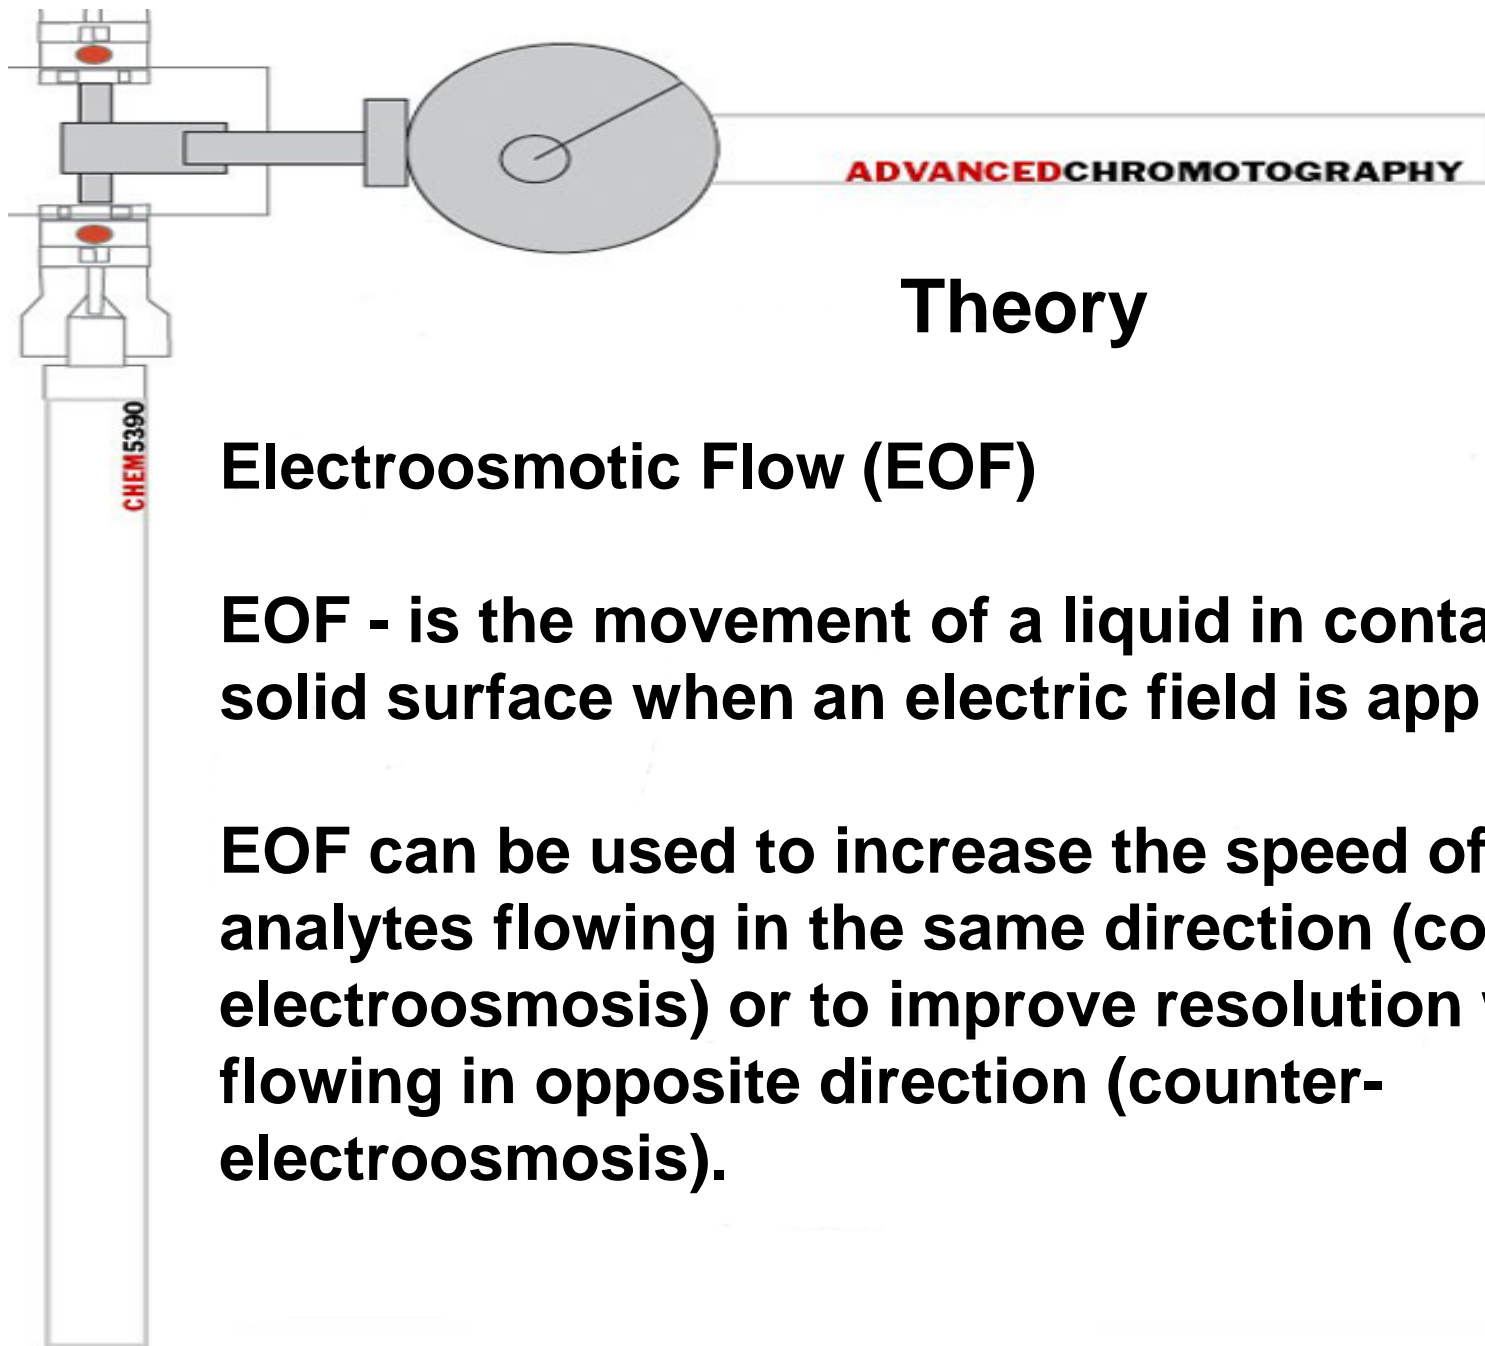 ADVANCEDCHROMOTOGRAPHY
Theory
CHEM5390
Electroosmotic Flow (EOF)
EOF - is the movement of a liquid in conta
solid surface when an electric field is app
EOF can be used to increase the speed of
analytes flowing in the same direction (co
electroosmosis) or to improve resolution
flowing in opposite direction (counter-
electroosmosis).